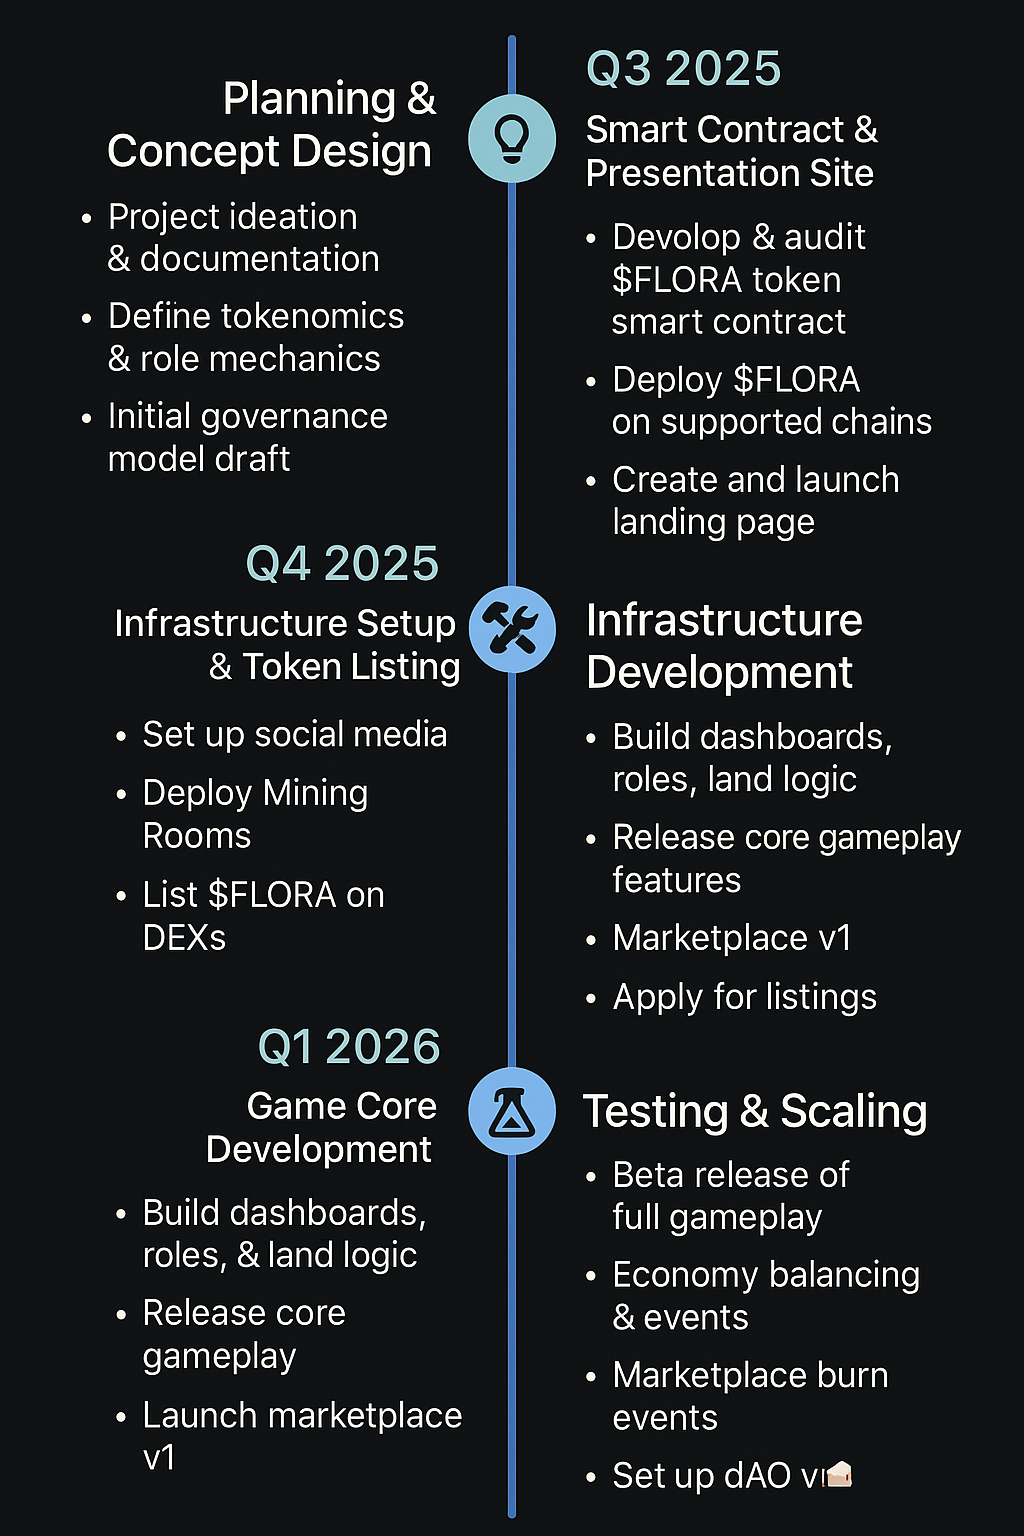 Planning &
Concept Design
• Project ideation
& documentation
• Define tokenomics
& role mechanics
• Initial governance
model draft
Q3 2025
Smart Contract &
Presentation Site
• Devolop & audit
$FLORA token
smart contract
• Deploy $FLORA
on supported chains
• Create and launch
landing page
Q4 2025
Infrastructure Setup
& Token Listing
• Set up social media
• Deploy Mining
Rooms
• List $FLORA on
DEXs
Infrastructure
Development
• Build dashboards,
roles, land logic
• Release core gameplay
features
• Marketplace v1
• Apply for listings
Q1 2026
Game Core
Development
• Build dashboards,
roles, & land logic
• Release core
gameplay
• Launch marketplace
v1
Testing & Scaling
• Beta release of
full gameplay
• Economy balancing
& events
• Marketplace burn
events
• Set up dAO